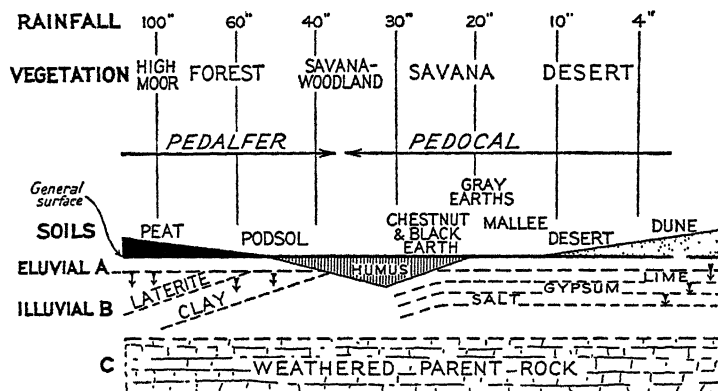 RAINFALL 100" 60" 40" 30" 20" 10" 4"
VEGETATION HIGH MOOR FOREST SAVANA-WOODLAND SAVANA DESERT
PEDALFER PEDOCAL
General surface
GRAY EARTHS
SOILS PEAT PODSOL CHESTNUT & BLACK EARTH MALLEE DESERT DUNE
ELUVIAL A HUMUS LIME
LATERITE GYPSUM
ILLUVIAL B CLAY SALT
C WEATHERED PARENT ROCK